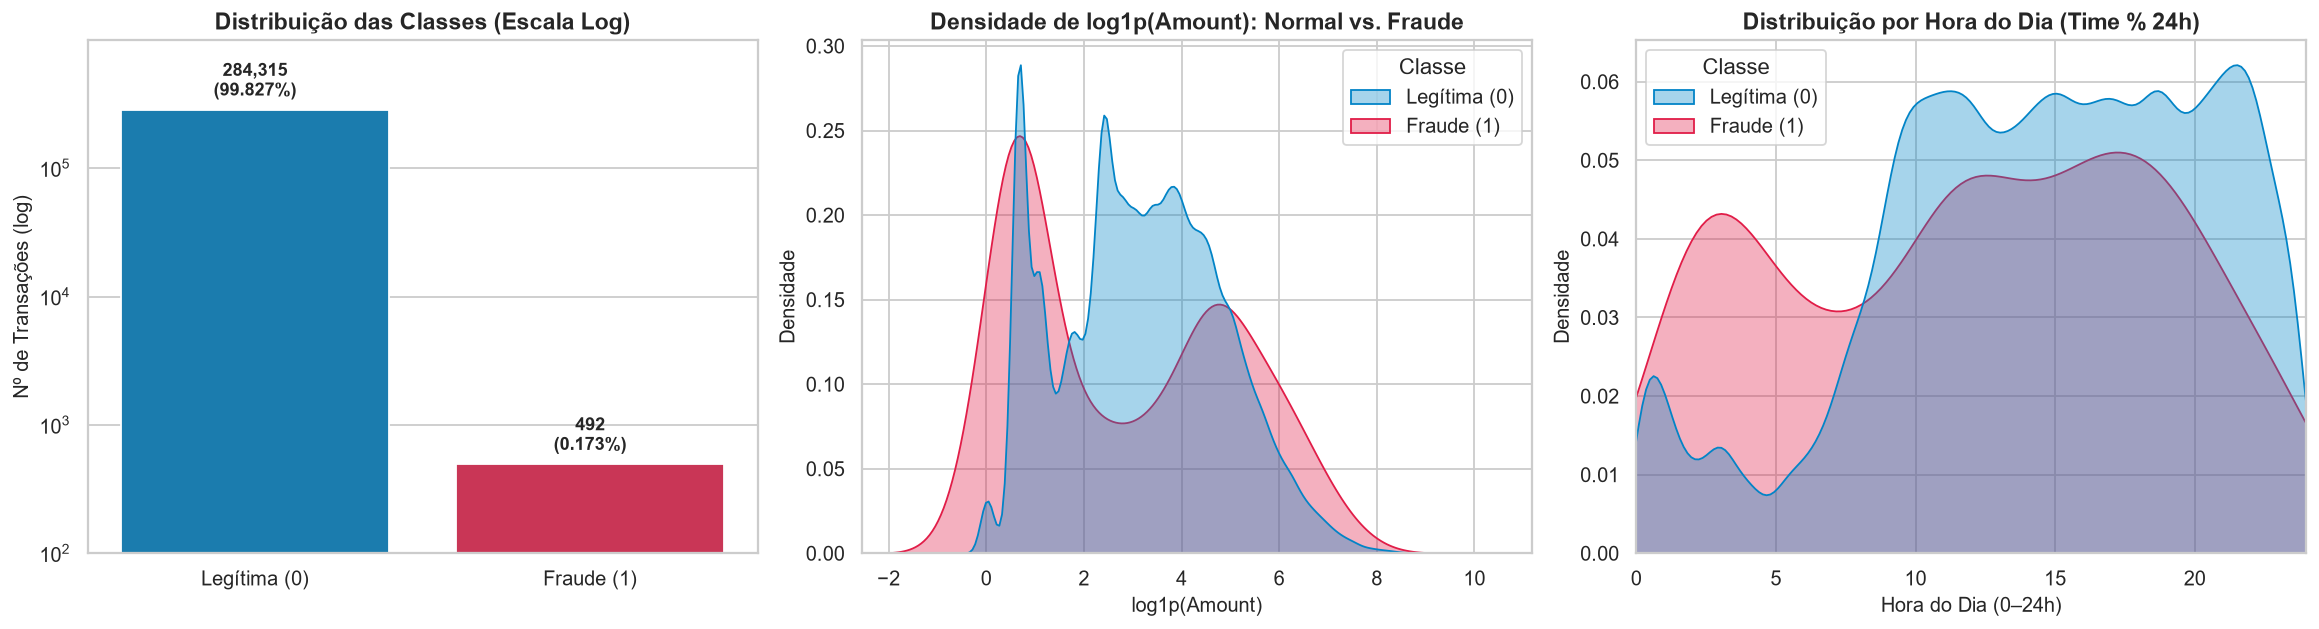 Distribuição das Classes (Escala Log)
284,315
(99.827%)
492
(0.173%)
10^5
10^4
10^3
10^2
Nº de Transações (log)
Legítima (0)
Fraude (1)
Densidade de log1p(Amount): Normal vs. Fraude
Classe
Legítima (0)
Fraude (1)
0.30
0.25
0.20
0.15
0.10
0.05
0.00
Densidade
−2 0 2 4 6 8 10
log1p(Amount)
Distribuição por Hora do Dia (Time % 24h)
Classe
Legítima (0)
Fraude (1)
0.06
0.05
0.04
0.03
0.02
0.01
0.00
Densidade
0 5 10 15 20
Hora do Dia (0–24h)